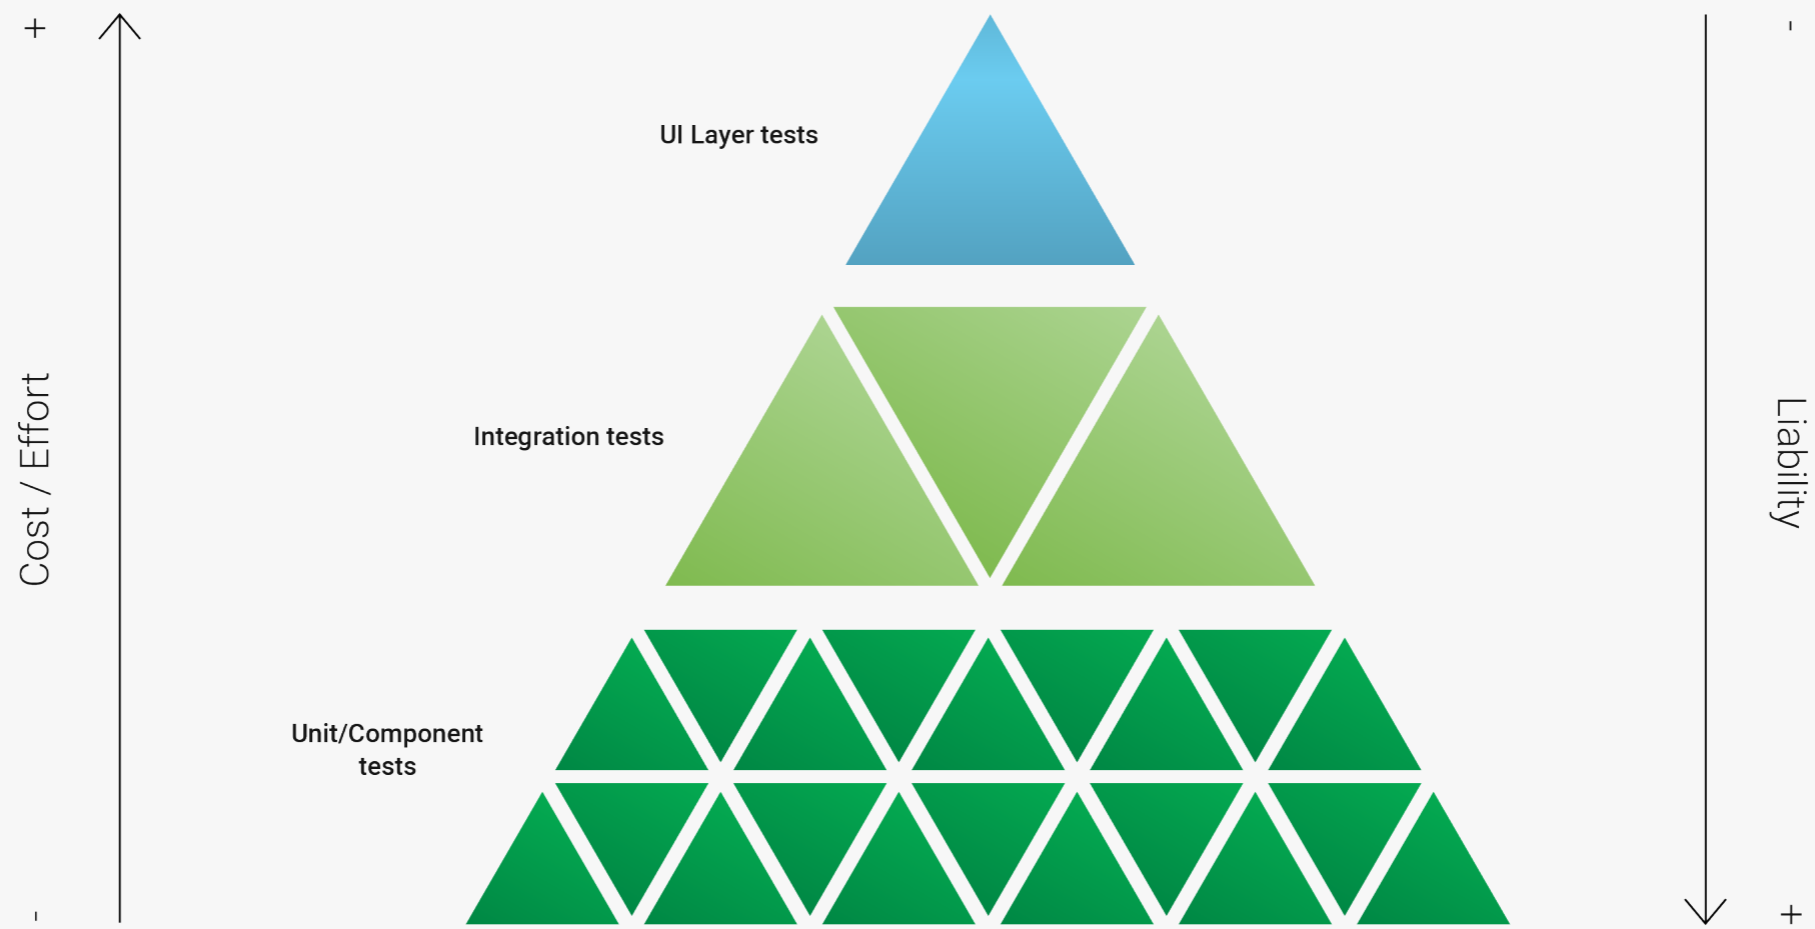 +
-
UI Layer tests
Integration tests
Cost / Effort
Liability
Unit/Component
tests
-
+